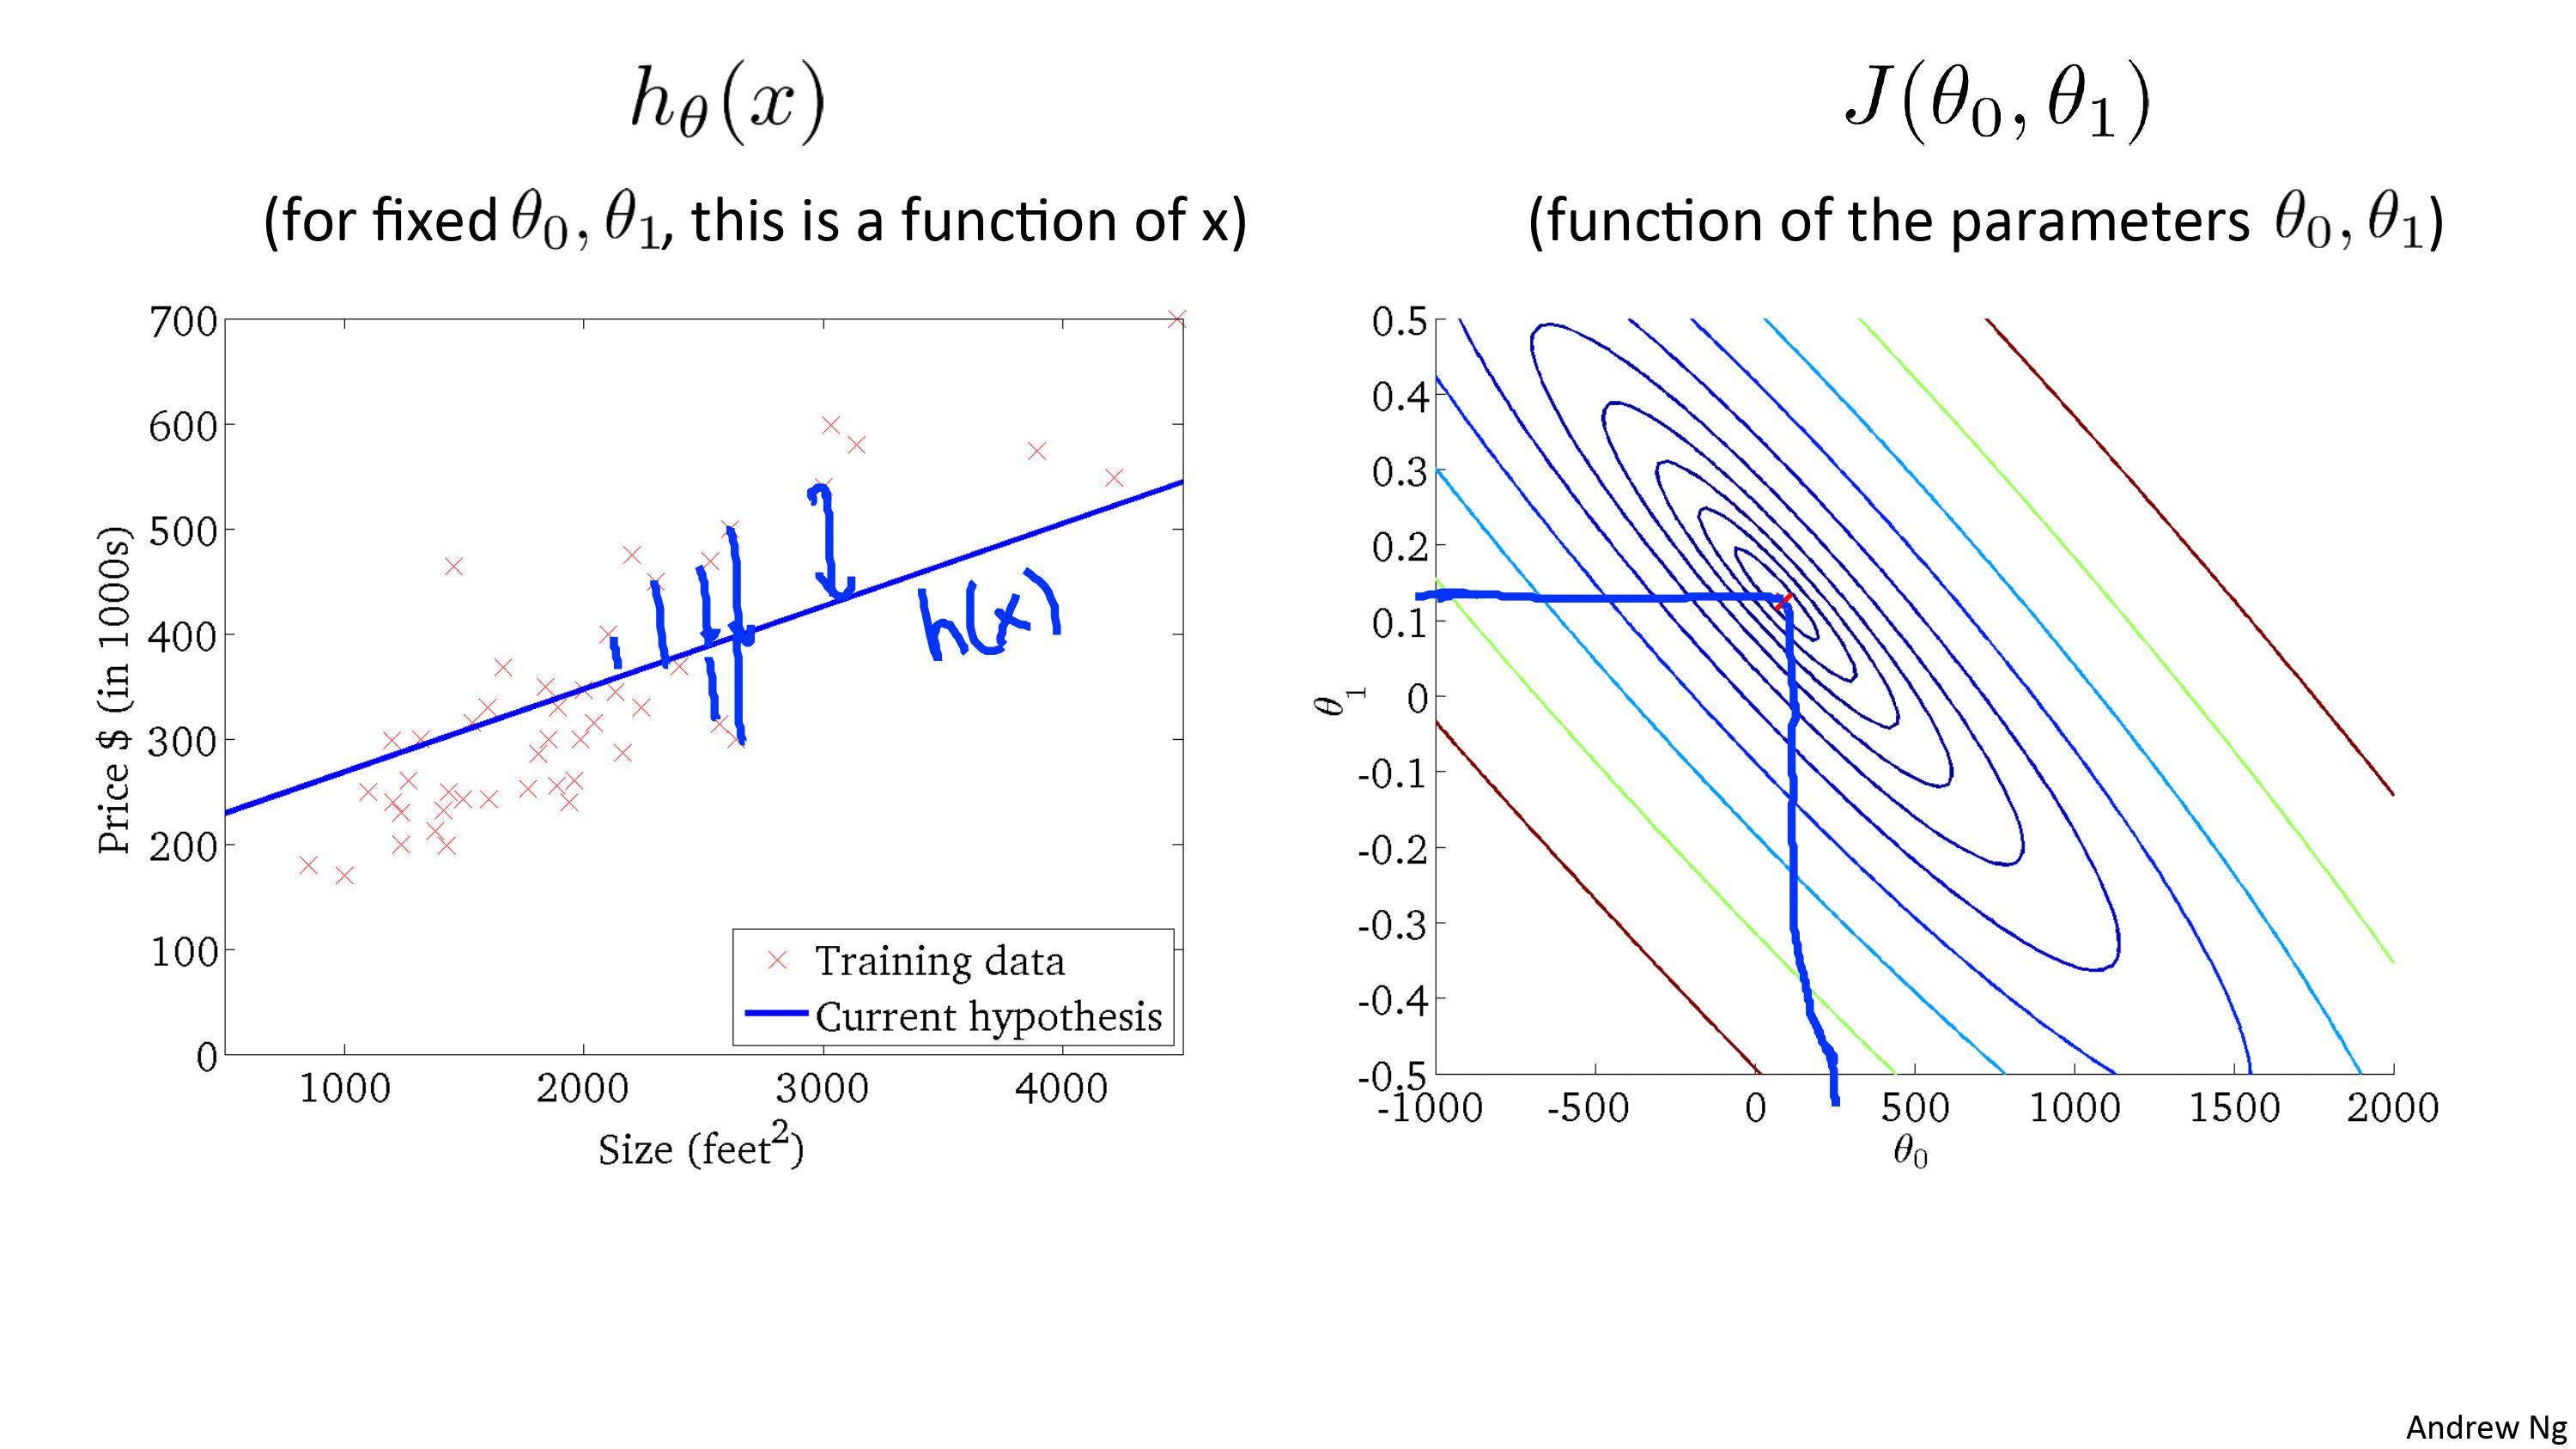 h_θ(x)
(for fixed θ₀, θ₁, this is a function of x)
700
600
500
400
300
200
100
0
Price $ (in 1000s)
1000 2000 3000 4000
Size (feet²)
Training data
Current hypothesis
h(x)
J(θ₀, θ₁)
(function of the parameters θ₀, θ₁)
0.5
0.4
0.3
0.2
0.1
0
-0.1
-0.2
-0.3
-0.4
-0.5
θ₁
-1000 -500 0 500 1000 1500 2000
θ₀
Andrew Ng